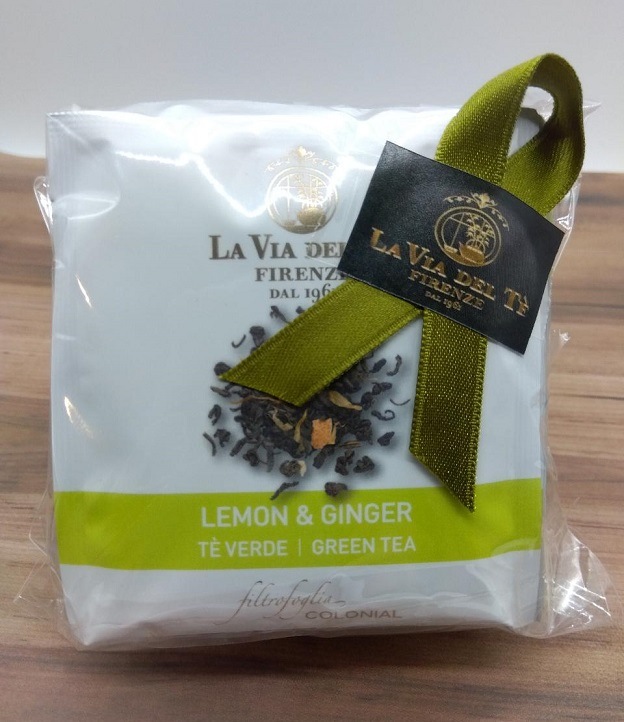 LA VIA DEL
FIRENZE
DAL 196
LA VIA DEL TÈ
FIRENZE
DAL 1961
LEMON & GINGER
TÈ VERDE | GREEN TEA
filtrofoglia
COLONIAL